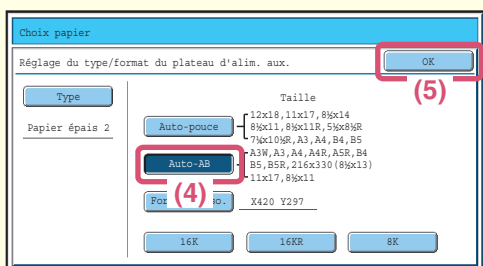 Choix papier
Réglage du type/format du plateau d'alim. aux.
OK
(5)
Type
Taille
Papier épais 2
Auto-pouce
12x18,11x17,8½x14
8½x11,8½x11R,5½x8½R
7¼x10½R,A3,A4,B4,B5
Auto-AB
A3W,A3,A4,A4R,A5R,B4
B5,B5R,216x330(8½x13)
11x17,8½x11
(4)
so.
X420 Y297
16K
16KR
8K